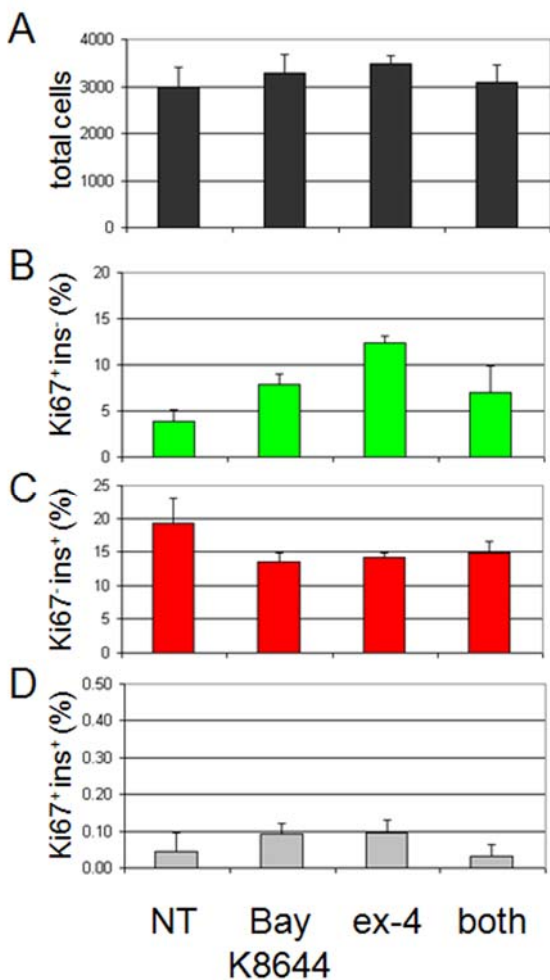 A
total cells
4000
3000
2000
1000
0
B
Ki67⁺ins⁻ (%)
20
15
10
5
0
C
Ki67⁻ins⁺ (%)
25
20
15
10
5
0
D
Ki67⁺ins⁺ (%)
0.50
0.40
0.30
0.20
0.10
0.00
NT Bay ex-4 both
K8644